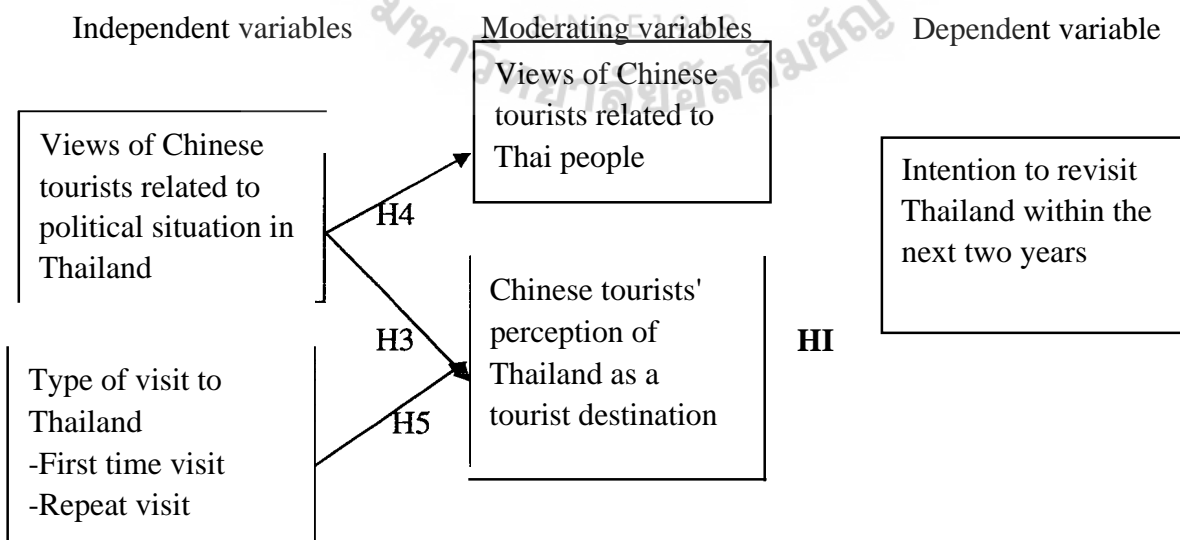 Independent variables
Moderating variables
Dependent variable
Views of Chinese
tourists related to
Thai people
Views of Chinese
tourists related to
political situation in
Thailand
Intention to revisit
Thailand within the
next two years
H4
Chinese tourists'
perception of
Thailand as a
tourist destination
H3
HI
Type of visit to
Thailand
-First time visit
-Repeat visit
H5